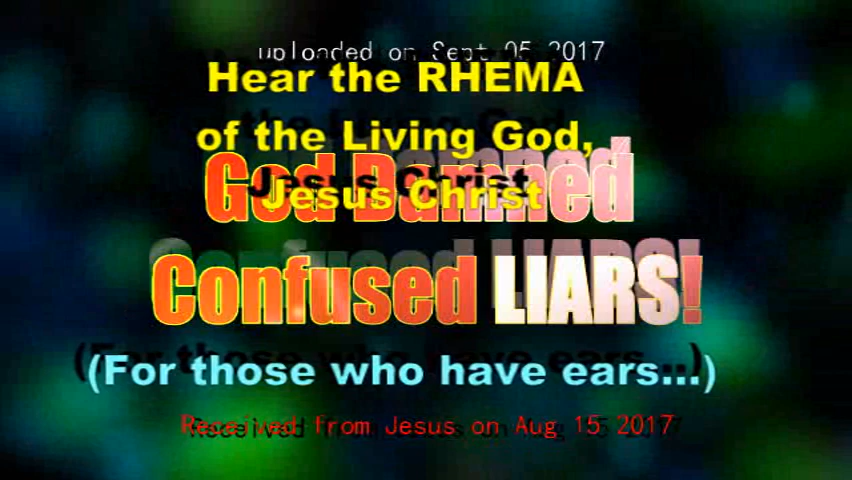 uploaded on Sept 05 2017
Hear the RHEMA
of the Living God,
God Damned
Jesus Christ
Confused LIARS!
(For those who have ears...)
Received from Jesus on Aug 15 2017